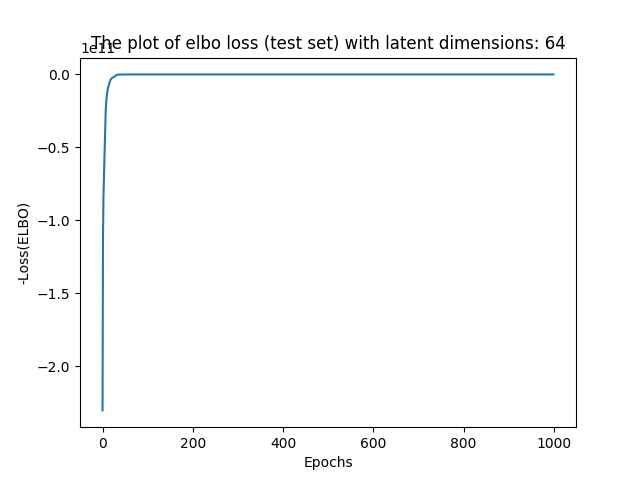 The plot of elbo loss (test set) with latent dimensions: 64
1e11
0.0
−0.5
−1.0
−1.5
−2.0
-Loss(ELBO)
0 200 400 600 800 1000
Epochs